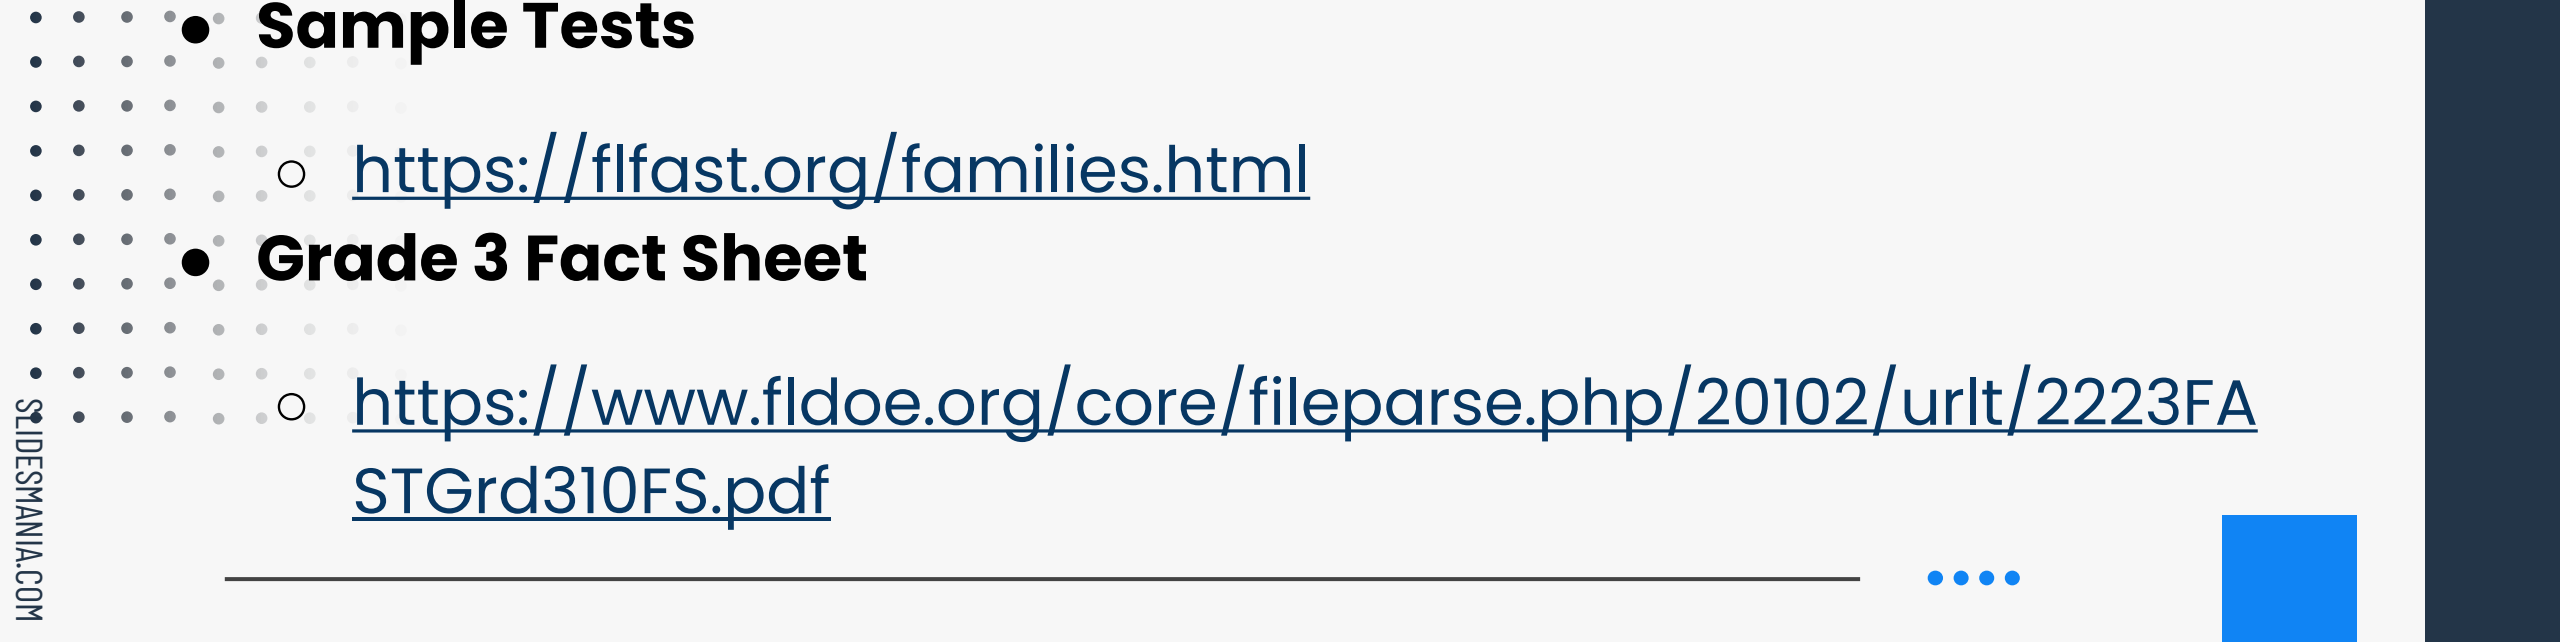 ● Sample Tests
○ https://flfast.org/families.html
● Grade 3 Fact Sheet
○ https://www.fldoe.org/core/fileparse.php/20102/urlt/2223FA
STGrd310FS.pdf
SLIDESMANIA.COM